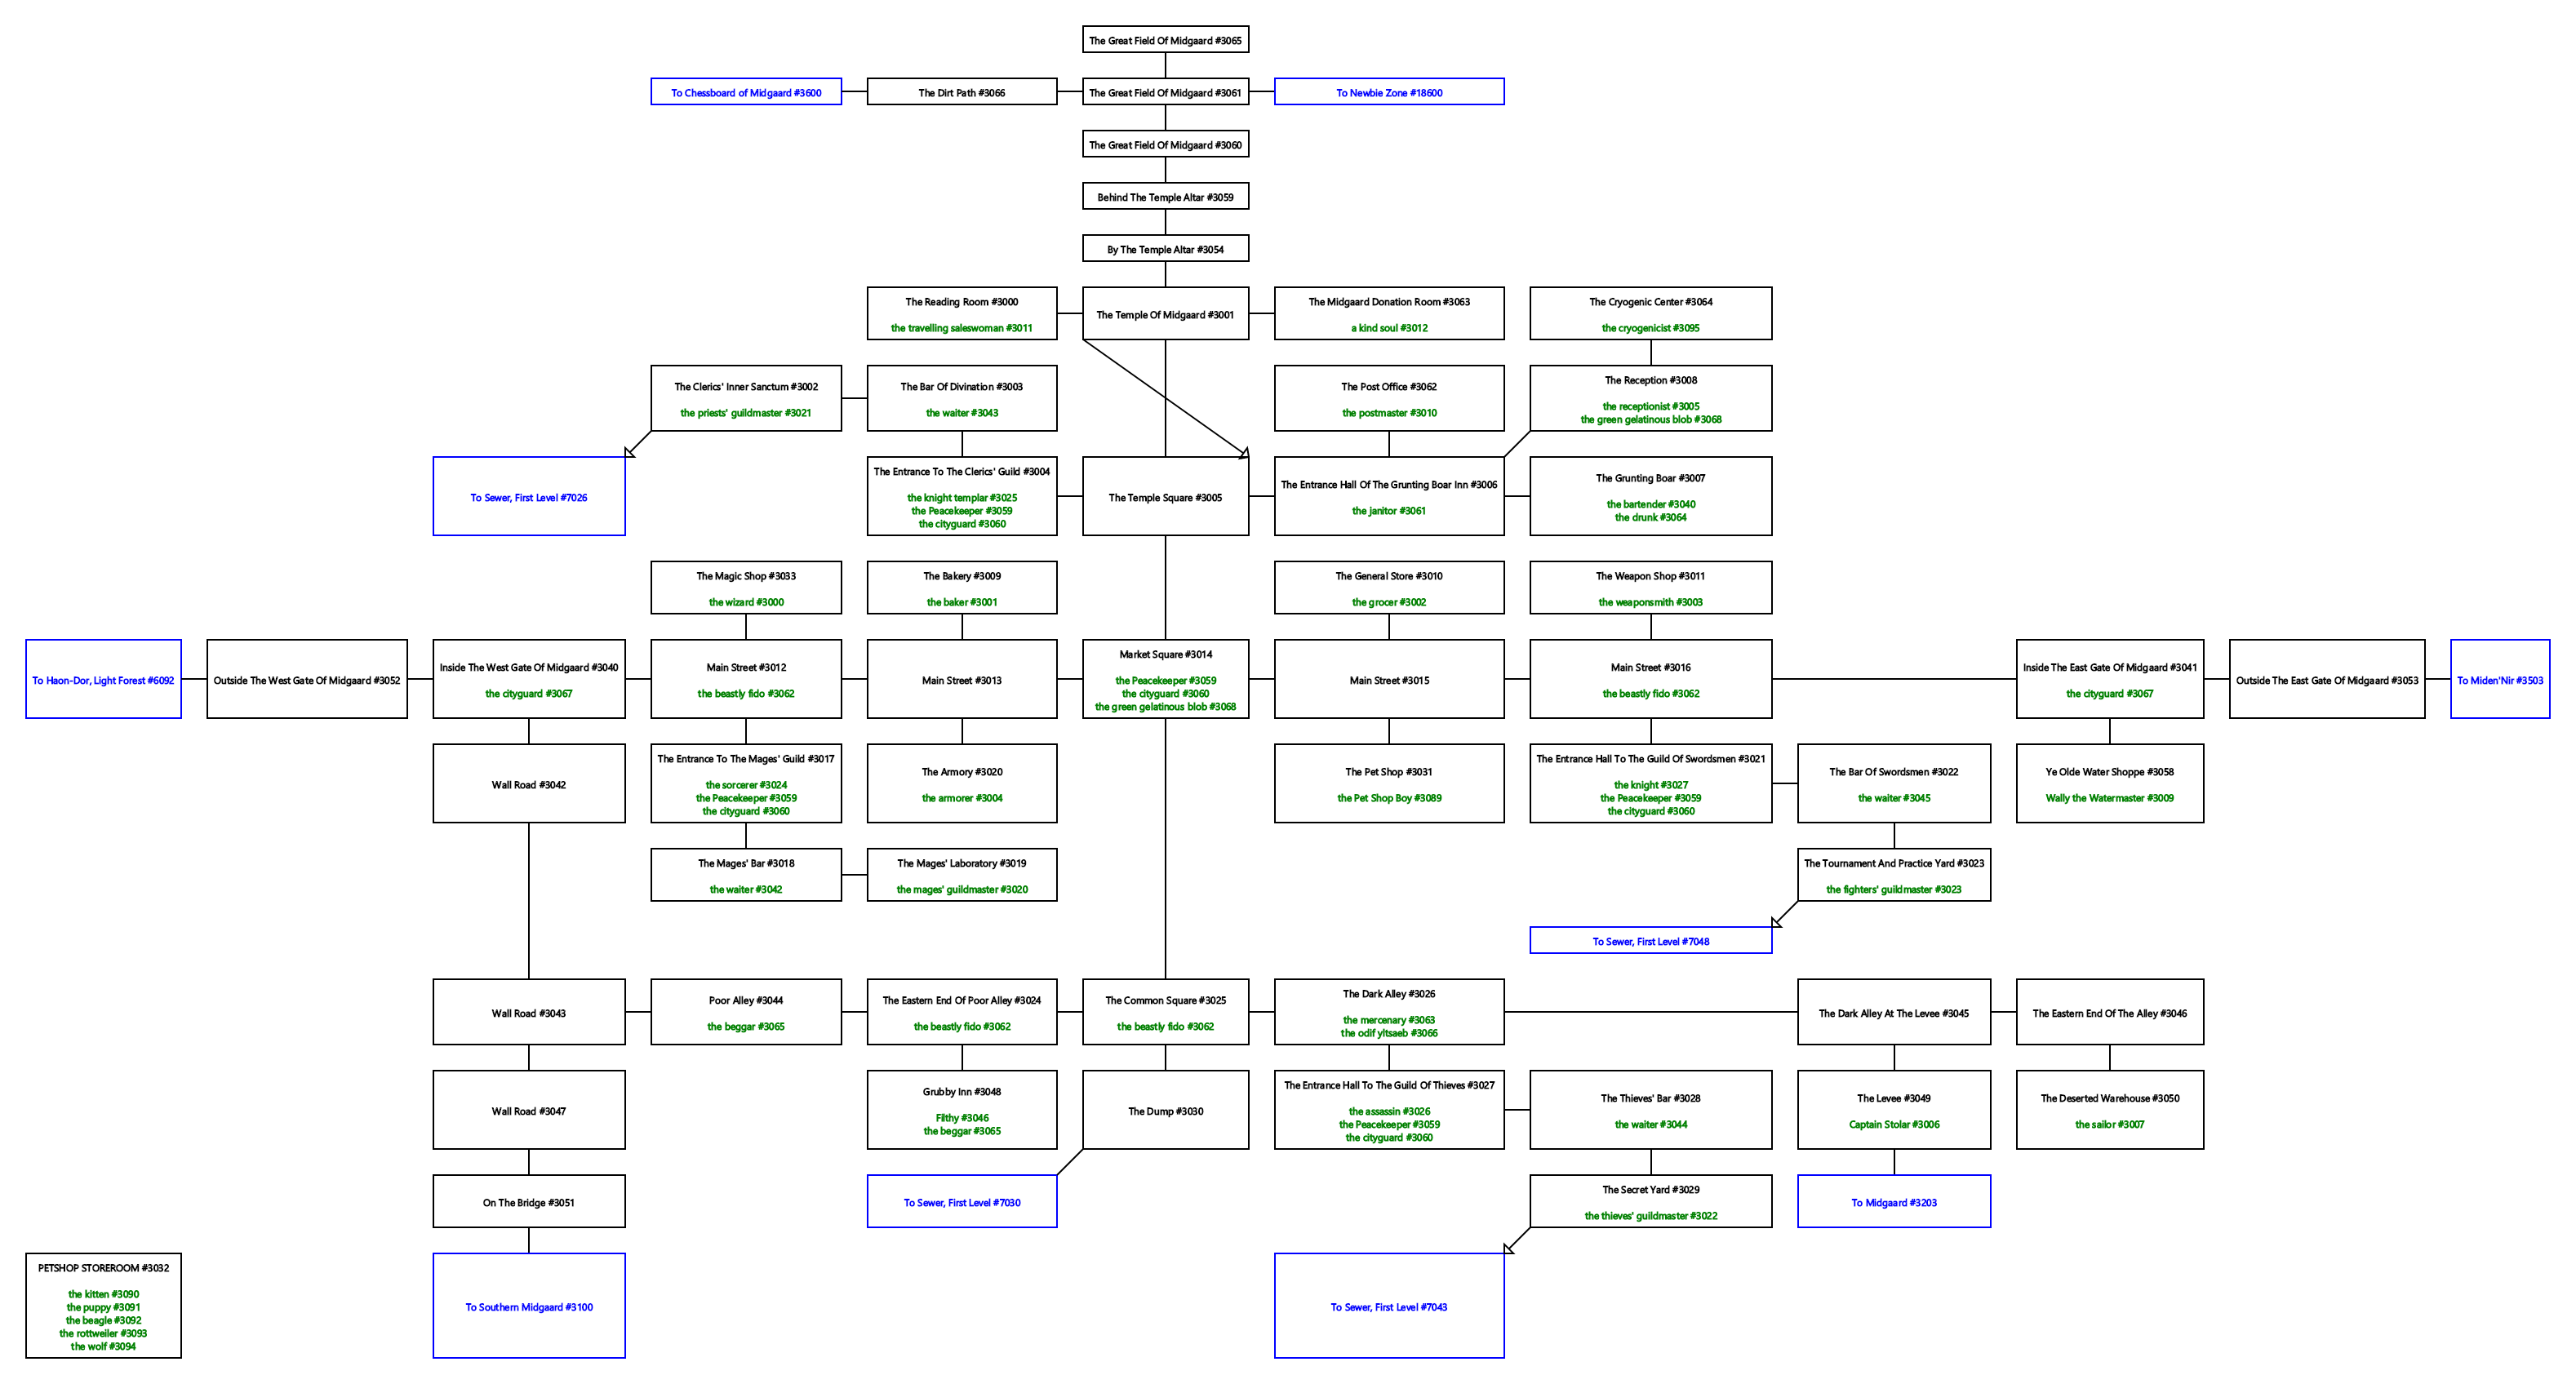 The Great Field Of Midgaard #3065
To Chessboard of Midgaard #3600
The Dirt Path #3066
The Great Field Of Midgaard #3061
To Newbie Zone #18600
The Great Field Of Midgaard #3060
Behind The Temple Altar #3059
By The Temple Altar #3054
The Reading Room #3000
the travelling saleswoman #3011
The Temple Of Midgaard #3001
The Midgaard Donation Room #3063
a kind soul #3012
The Cryogenic Center #3064
the cryogenicist #3095
The Clerics' Inner Sanctum #3002
the priests' guildmaster #3021
The Bar Of Divination #3003
the waiter #3043
The Post Office #3062
the postmaster #3010
The Reception #3008
the receptionist #3005
the green gelatinous blob #3068
To Sewer, First Level #7026
The Entrance To The Clerics' Guild #3004
the knight templar #3025
the Peacekeeper #3059
the cityguard #3060
The Temple Square #3005
The Entrance Hall Of The Grunting Boar Inn #3006
the janitor #3061
The Grunting Boar #3007
the bartender #3040
the drunk #3064
The Magic Shop #3033
the wizard #3000
The Bakery #3009
the baker #3001
The General Store #3010
the grocer #3002
The Weapon Shop #3011
the weaponsmith #3003
To Haon-Dor, Light Forest #6092
Outside The West Gate Of Midgaard #3052
Inside The West Gate Of Midgaard #3040
the cityguard #3067
Main Street #3012
the beastly fido #3062
Main Street #3013
Market Square #3014
the Peacekeeper #3059
the cityguard #3060
the green gelatinous blob #3068
Main Street #3015
Main Street #3016
the beastly fido #3062
Inside The East Gate Of Midgaard #3041
the cityguard #3067
Outside The East Gate Of Midgaard #3053
To Miden'Nir #3503
Wall Road #3042
The Entrance To The Mages' Guild #3017
the sorcerer #3024
the Peacekeeper #3059
the cityguard #3060
The Armory #3020
the armorer #3004
The Pet Shop #3031
the Pet Shop Boy #3089
The Entrance Hall To The Guild Of Swordsmen #3021
the knight #3027
the Peacekeeper #3059
the cityguard #3060
The Bar Of Swordsmen #3022
the waiter #3045
Ye Olde Water Shoppe #3058
Wally the Watermaster #3009
The Mages' Bar #3018
the waiter #3042
The Mages' Laboratory #3019
the mages' guildmaster #3020
The Tournament And Practice Yard #3023
the fighters' guildmaster #3023
To Sewer, First Level #7048
Wall Road #3043
Poor Alley #3044
the beggar #3065
The Eastern End Of Poor Alley #3024
the beastly fido #3062
The Common Square #3025
the beastly fido #3062
The Dark Alley #3026
the mercenary #3063
the odif yltsaeb #3066
The Dark Alley At The Levee #3045
The Eastern End Of The Alley #3046
Wall Road #3047
Grubby Inn #3048
Filthy #3046
the beggar #3065
The Dump #3030
The Entrance Hall To The Guild Of Thieves #3027
the assassin #3026
the Peacekeeper #3059
the cityguard #3060
The Thieves' Bar #3028
the waiter #3044
The Levee #3049
Captain Stolar #3006
The Deserted Warehouse #3050
the sailor #3007
On The Bridge #3051
To Sewer, First Level #7030
The Secret Yard #3029
the thieves' guildmaster #3022
To Midgaard #3203
PETSHOP STOREROOM #3032
the kitten #3090
the puppy #3091
the beagle #3092
the rottweiler #3093
the wolf #3094
To Southern Midgaard #3100
To Sewer, First Level #7043